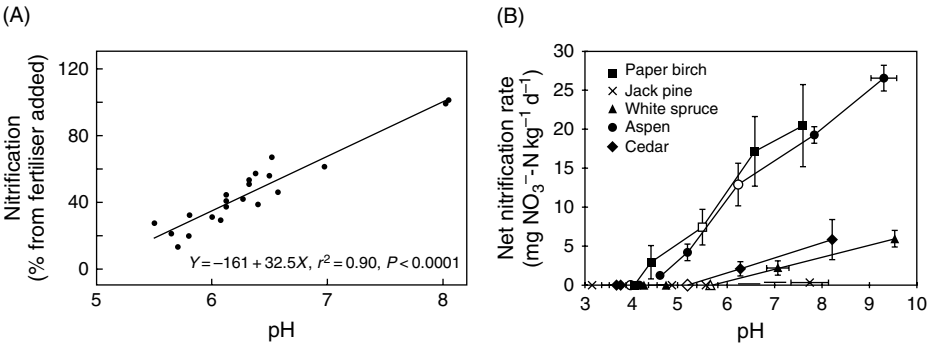 (A)
Nitrification
(% from fertiliser added)
120
80
40
0
Y=−161+32.5X, r²=0.90, P<0.0001
5
6
7
8
pH
(B)
Net nitrification rate
(mg NO₃⁻-N kg⁻¹ d⁻¹)
30
25
20
15
10
5
0
Paper birch
Jack pine
White spruce
Aspen
Cedar
3
4
5
6
7
8
9
10
pH